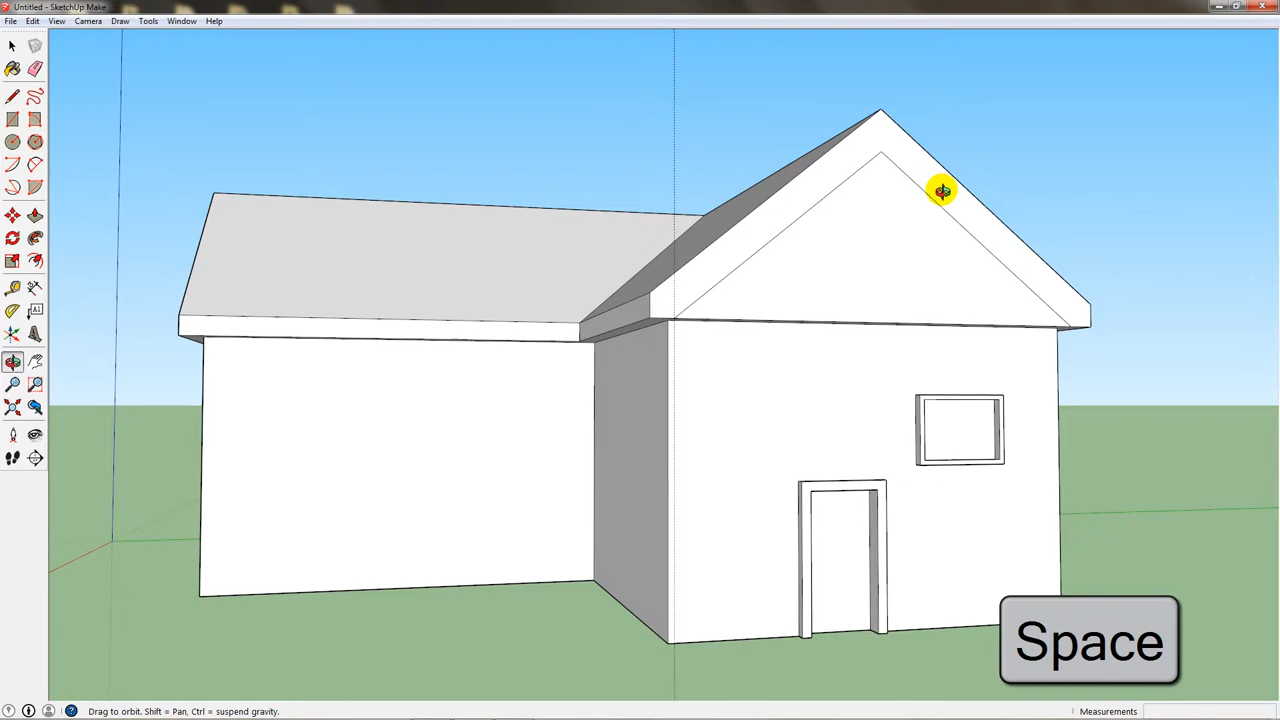 Untitled - SketchUp Make
File Edit View Camera Draw Tools Window Help
A1
Space
Drag to orbit. Shift = Pan, Ctrl = suspend gravity.
Measurements